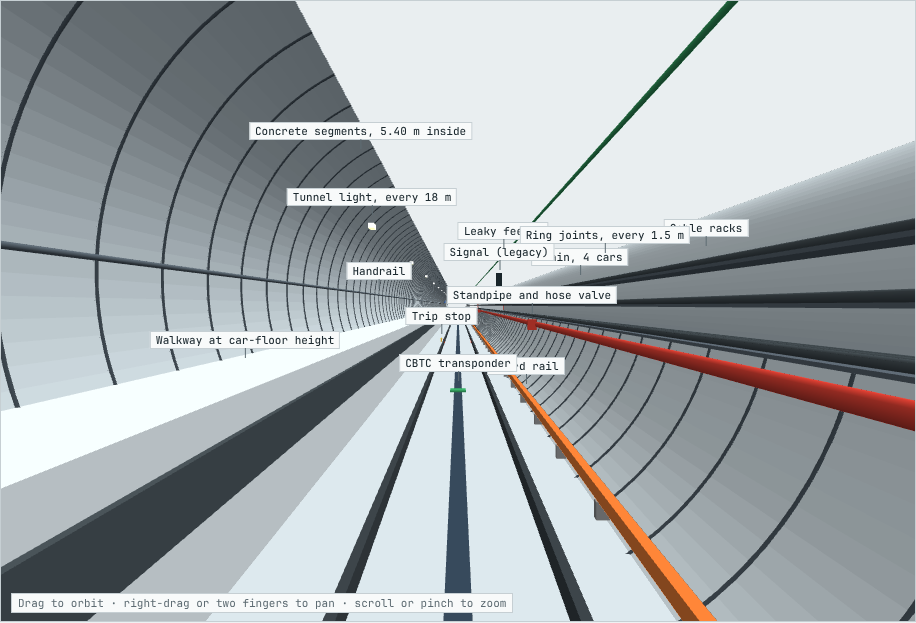 Concrete segments, 5.40 m inside
Tunnel light, every 18 m
Leaky
Ring joints, every 1.5 m
racks
Signal (legacy)
4 cars
Handrail
Standpipe and hose valve
Trip stop
Walkway at car-floor height
CBTC transponder
rail
Drag to orbit · right-drag or two fingers to pan · scroll or pinch to zoom